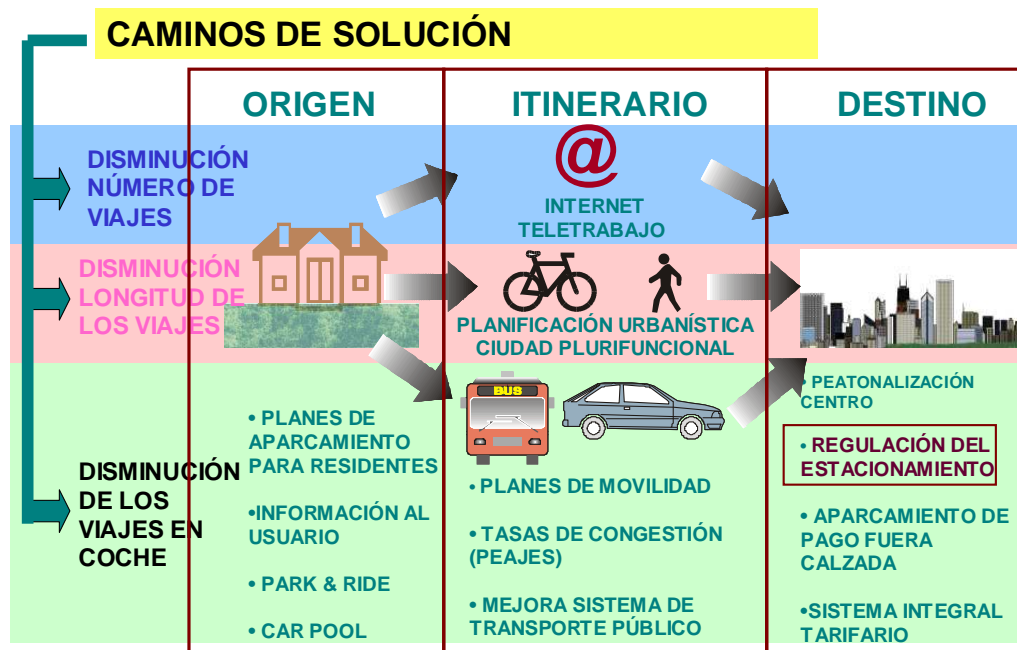 CAMINOS DE SOLUCIÓN
ORIGEN
ITINERARIO
DESTINO
DISMINUCIÓN
NÚMERO DE
VIAJES
@
INTERNET
TELETRABAJO
DISMINUCIÓN
LONGITUD DE
LOS VIAJES
PLANIFICACIÓN URBANÍSTICA
CIUDAD PLURIFUNCIONAL
DISMINUCIÓN
DE LOS
VIAJES EN
COCHE
• PLANES DE
APARCAMIENTO
PARA RESIDENTES
•INFORMACIÓN AL
USUARIO
• PARK & RIDE
• CAR POOL
BUS
• PLANES DE MOVILIDAD
• TASAS DE CONGESTIÓN
(PEAJES)
• MEJORA SISTEMA DE
TRANSPORTE PÚBLICO
• PEATONALIZACIÓN
CENTRO
• REGULACIÓN DEL
ESTACIONAMIENTO
• APARCAMIENTO DE
PAGO FUERA
CALZADA
•SISTEMA INTEGRAL
TARIFARIO